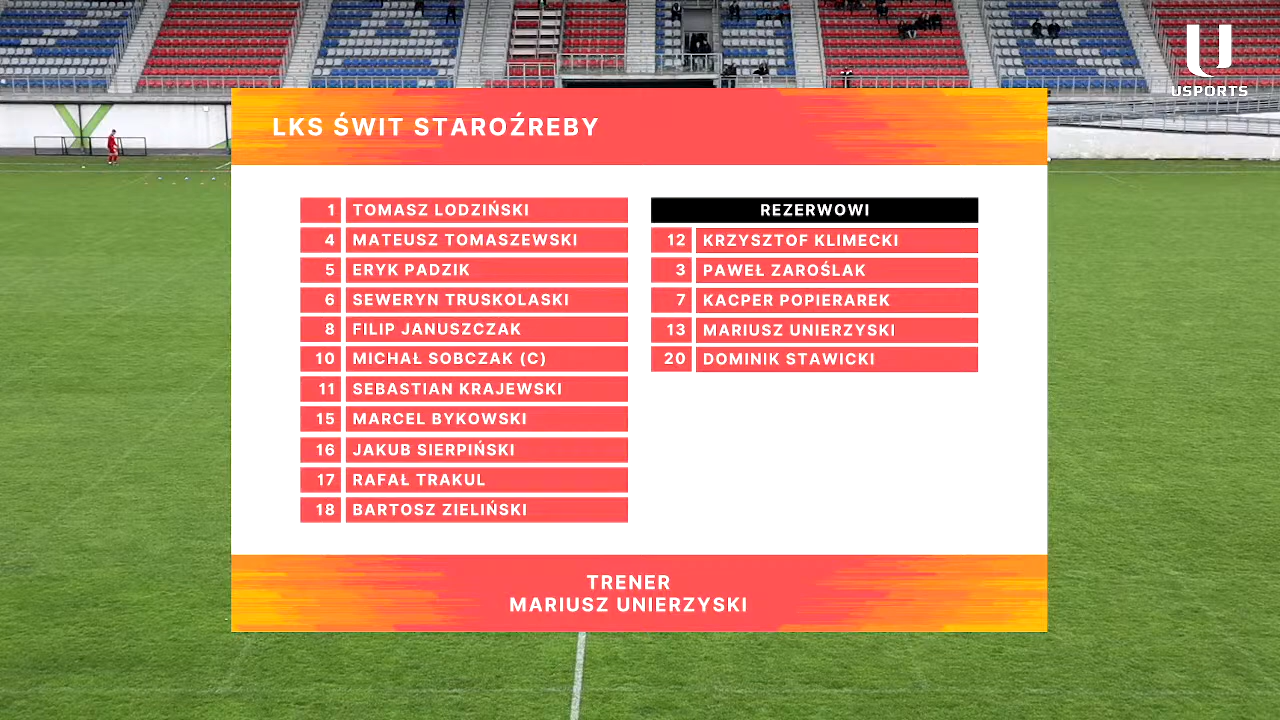 U
USPORTS
LKS ŚWIT STAROŹREBY
1 TOMASZ LODZIŃSKI
4 MATEUSZ TOMASZEWSKI
5 ERYK PADZIK
6 SEWERYN TRUSKOLASKI
8 FILIP JANUSZCZAK
10 MICHAŁ SOBCZAK (C)
11 SEBASTIAN KRAJEWSKI
15 MARCEL BYKOWSKI
16 JAKUB SIERPIŃSKI
17 RAFAŁ TRAKUL
18 BARTOSZ ZIELIŃSKI
REZERWOWI
12 KRZYSZTOF KLIMECKI
3 PAWEŁ ZAROŚLAK
7 KACPER POPIERAREK
13 MARIUSZ UNIERZYSKI
20 DOMINIK STAWICKI
TRENER
MARIUSZ UNIERZYSKI